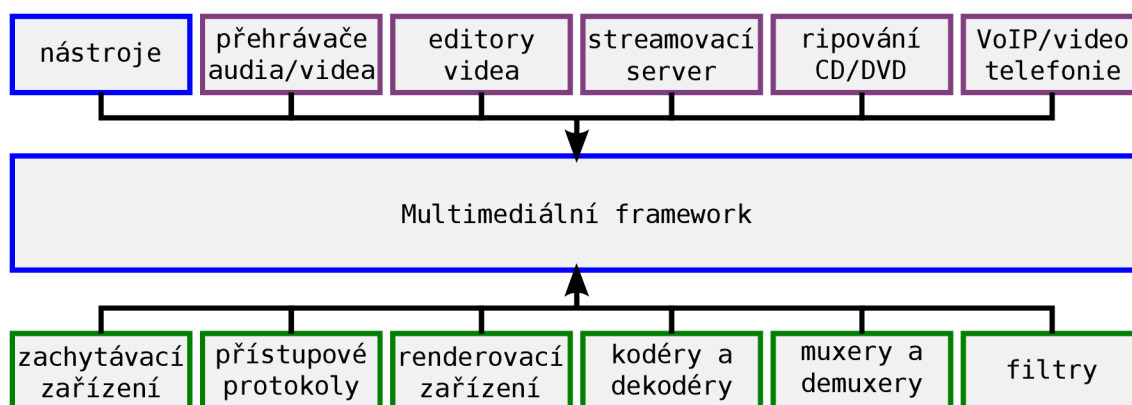 nástroje
přehrávače
audia/videa
editory
videa
streamovací
server
ripování
CD/DVD
VoIP/video
telefonie
Multimediální framework
zachytávací
zařízení
přístupové
protokoly
renderovací
zařízení
kodéry a
dekodéry
muxery a
demuxery
filtry